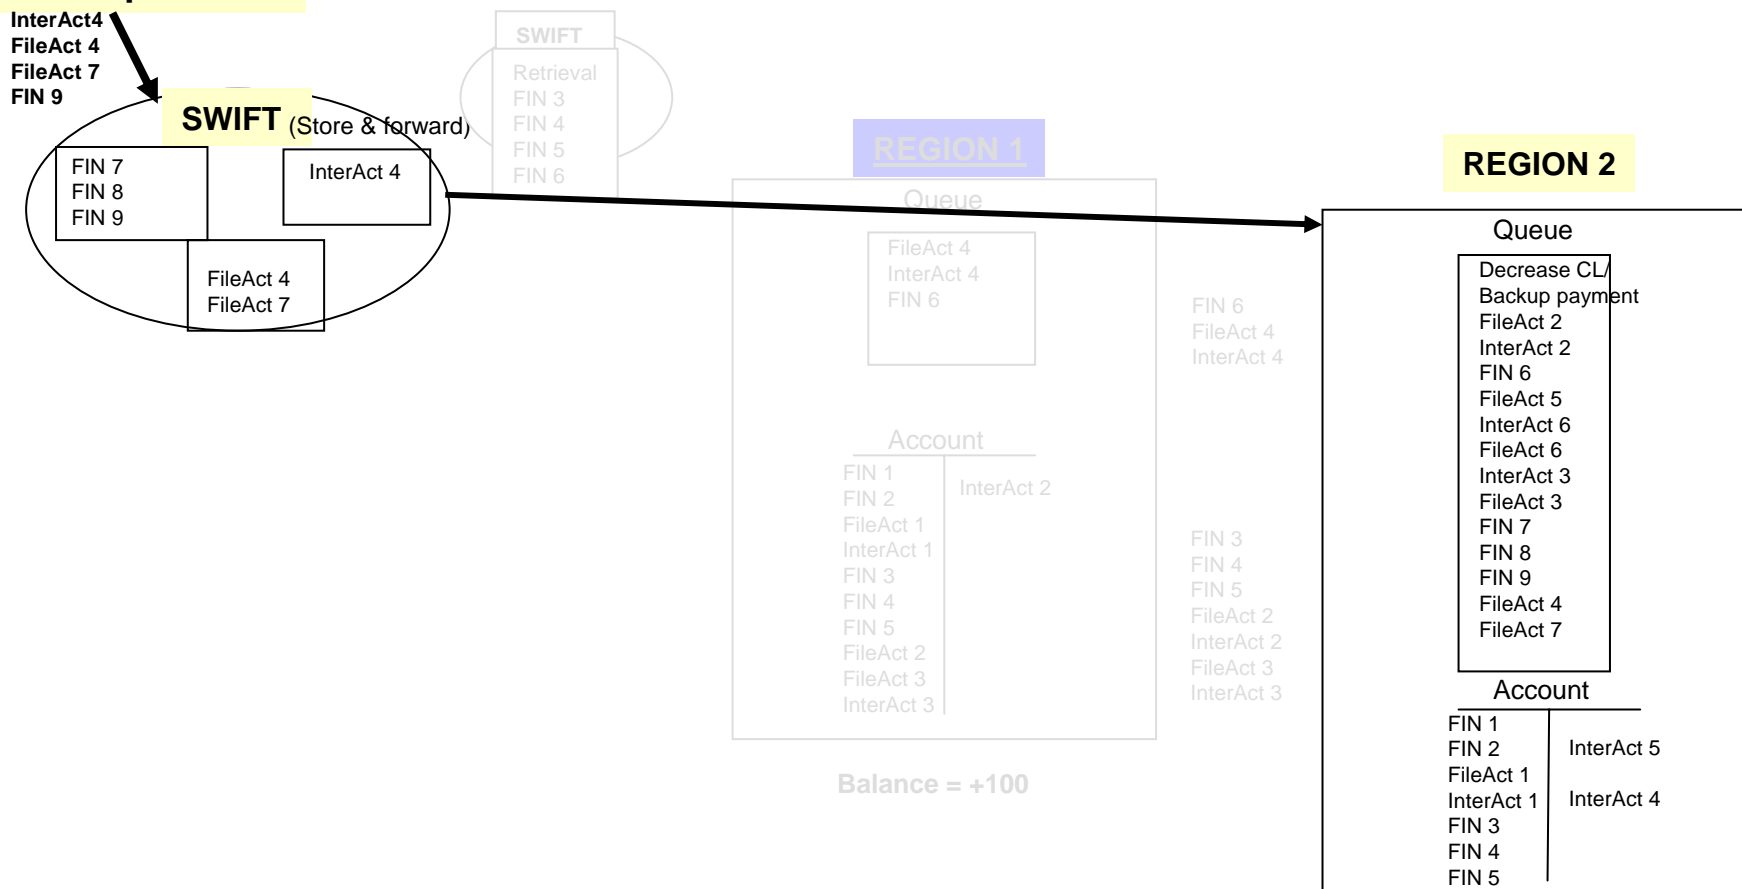 InterAct4
FileAct 4
FileAct 7
FIN 9
SWIFT (Store & forward)
FIN 7
FIN 8
FIN 9
InterAct 4
FileAct 4
FileAct 7
SWIFT
Retrieval
FIN 3
FIN 4
FIN 5
FIN 6
REGION 1
Queue
FileAct 4
InterAct 4
FIN 6
Account
FIN 1
FIN 2
FileAct 1
InterAct 1
FIN 3
FIN 4
FIN 5
FileAct 2
FileAct 3
InterAct 3
InterAct 2
Balance = +100
FIN 6
FileAct 4
InterAct 4
FIN 3
FIN 4
FIN 5
FileAct 2
InterAct 2
FileAct 3
InterAct 3
REGION 2
Queue
Decrease CL/
Backup payment
FileAct 2
InterAct 2
FIN 6
FileAct 5
InterAct 6
FileAct 6
InterAct 3
FileAct 3
FIN 7
FIN 8
FIN 9
FileAct 4
FileAct 7
Account
FIN 1
FIN 2
FileAct 1
InterAct 1
FIN 3
FIN 4
FIN 5
InterAct 5
InterAct 4